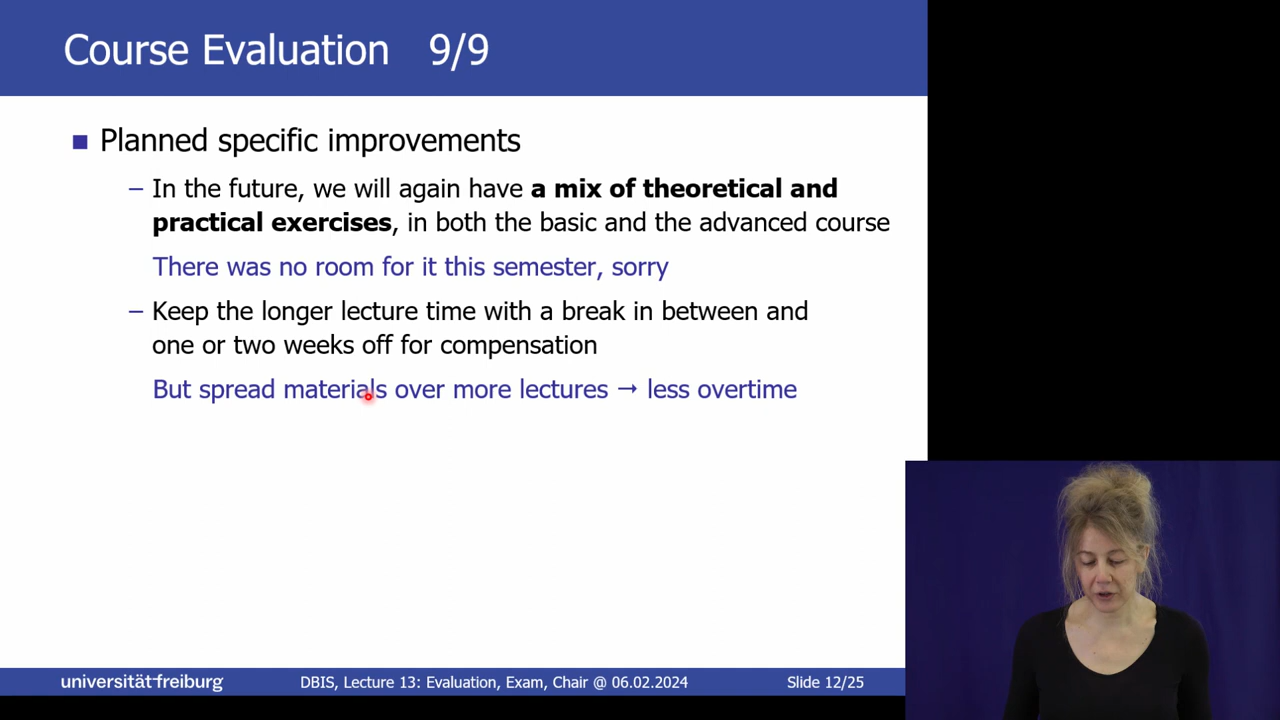 Course Evaluation 9/9
■ Planned specific improvements
– In the future, we will again have a mix of theoretical and
practical exercises, in both the basic and the advanced course
There was no room for it this semester, sorry
– Keep the longer lecture time with a break in between and
one or two weeks off for compensation
But spread materials over more lectures → less overtime
universität freiburg
DBIS, Lecture 13: Evaluation, Exam, Chair @ 06.02.2024
Slide 12/25